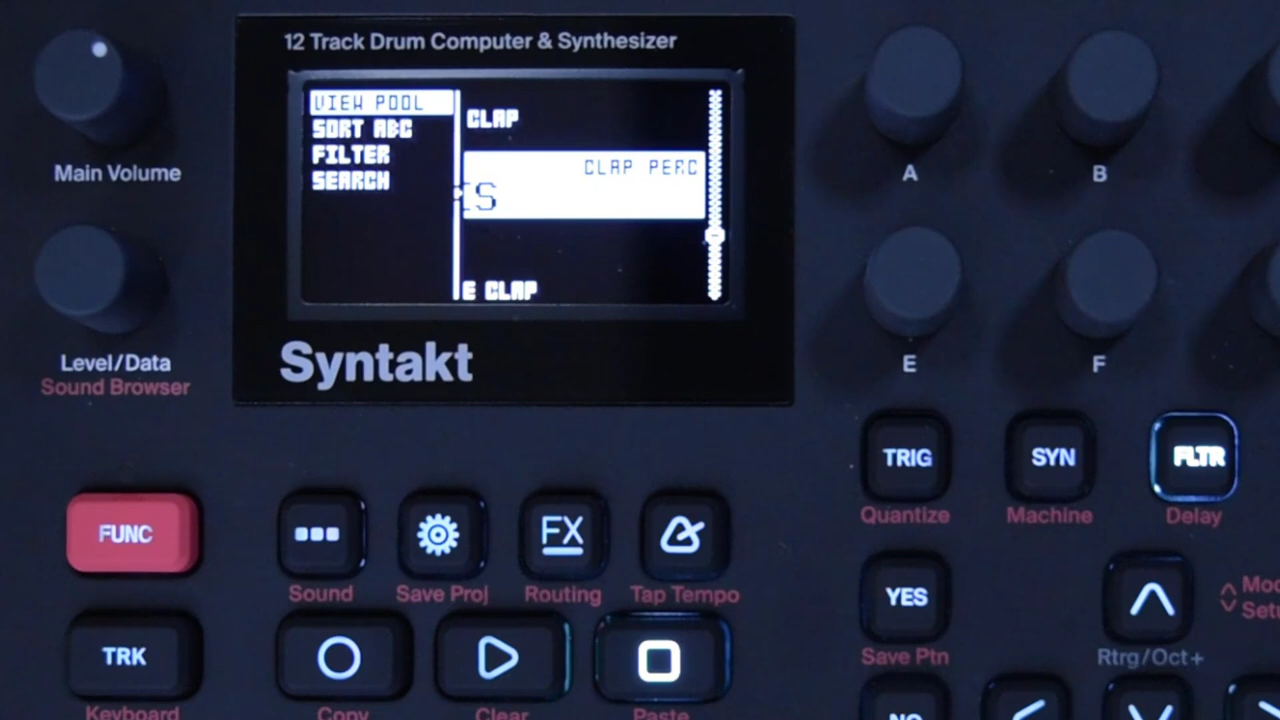 12 Track Drum Computer & Synthesizer
VIEW POOL
SORT ABC
FILTER
SEARCH
CLAP
CLAP PERC
E CLAP
Syntakt
Main Volume
Level/Data
Sound Browser
A
B
E
F
TRIG
SYN
FLTR
Quantize
Machine
Delay
FUNC
FX
Sound
Save Proj
Routing
Tap Tempo
YES
Save Ptn
Rtrg/Oct+
TRK
Keyboard
Copy
Clear
Paste
NO